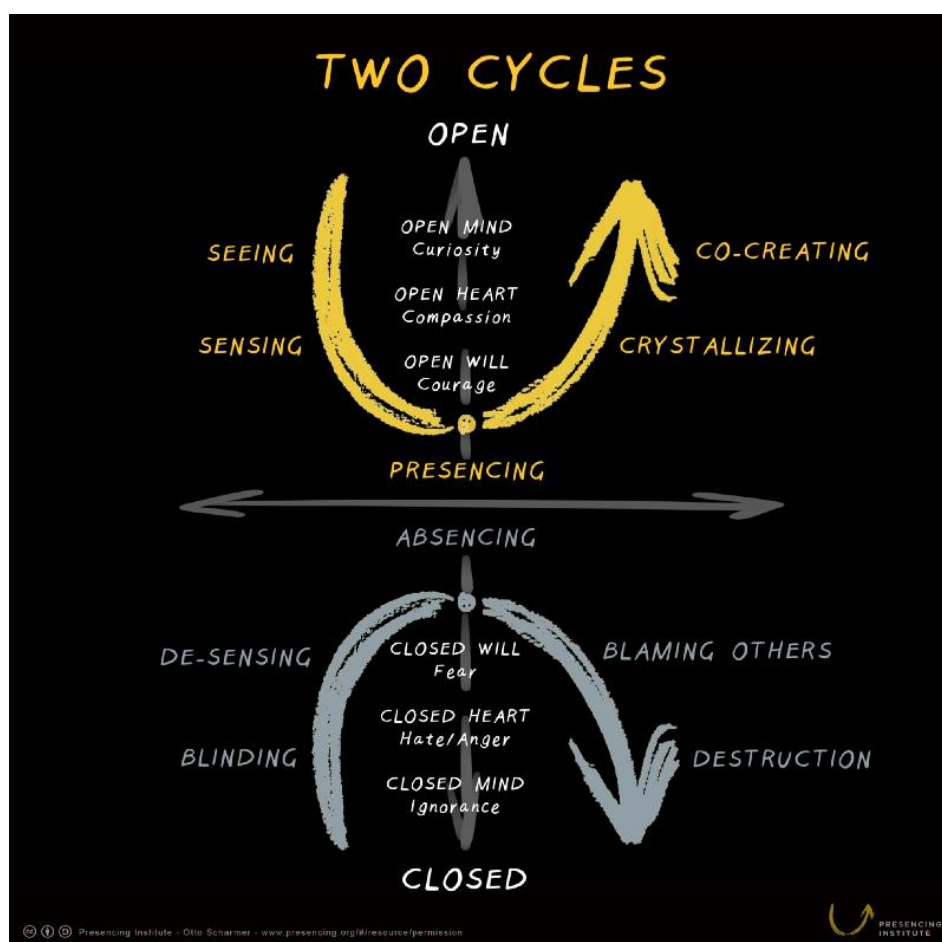 TWO CYCLES
OPEN
OPEN MIND
Curiosity
SEEING
CO-CREATING
OPEN HEART
Compassion
SENSING
CRYSTALLIZING
OPEN WILL
Courage
PRESENCING
ABSENCING
DE-SENSING
CLOSED WILL
Fear
BLAMING OTHERS
CLOSED HEART
Hate/Anger
BLINDING
DESTRUCTION
CLOSED MIND
Ignorance
CLOSED
Presencing Institute - Otto Scharmer - www.presencing.org/#/resource/permission
PRESENCING
INSTITUTE